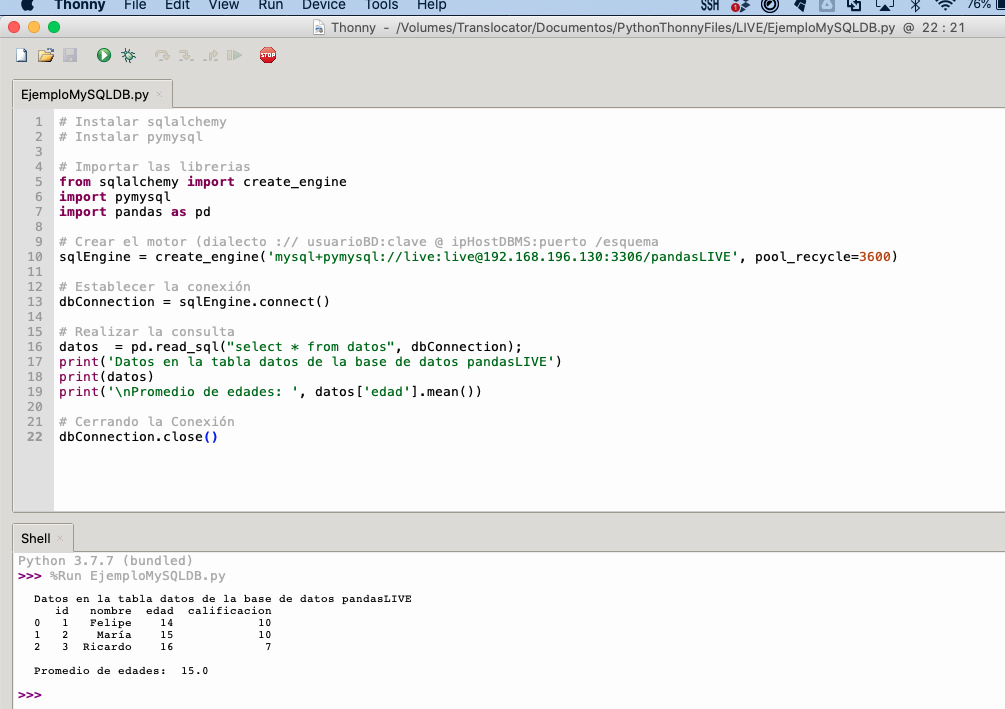 Thonny File Edit View Run Device Tools Help SSH 76%
Thonny - /Volumes/Translocator/Documentos/PythonThonnyFiles/LIVE/EjemploMySQLDB.py @ 22 : 21
STOP
EjemploMySQLDB.py
1 # Instalar sqlalchemy
2 # Instalar pymysql
3
4 # Importar las librerias
5 from sqlalchemy import create_engine
6 import pymysql
7 import pandas as pd
8
9 # Crear el motor (dialecto :// usuarioBD:clave @ ipHostDBMS:puerto /esquema
10 sqlEngine = create_engine('mysql+pymysql://live:live@192.168.196.130:3306/pandasLIVE', pool_recycle=3600)
11
12 # Establecer la conexión
13 dbConnection = sqlEngine.connect()
14
15 # Realizar la consulta
16 datos  = pd.read_sql("select * from datos", dbConnection);
17 print('Datos en la tabla datos de la base de datos pandasLIVE')
18 print(datos)
19 print('\nPromedio de edades: ', datos['edad'].mean())
20
21 # Cerrando la Conexión
22 dbConnection.close()
Shell
Python 3.7.7 (bundled)
>>> %Run EjemploMySQLDB.py
Datos en la tabla datos de la base de datos pandasLIVE
id nombre edad calificacion
0 1 Felipe 14 10
1 2 María 15 10
2 3 Ricardo 16 7
Promedio de edades:  15.0
>>>